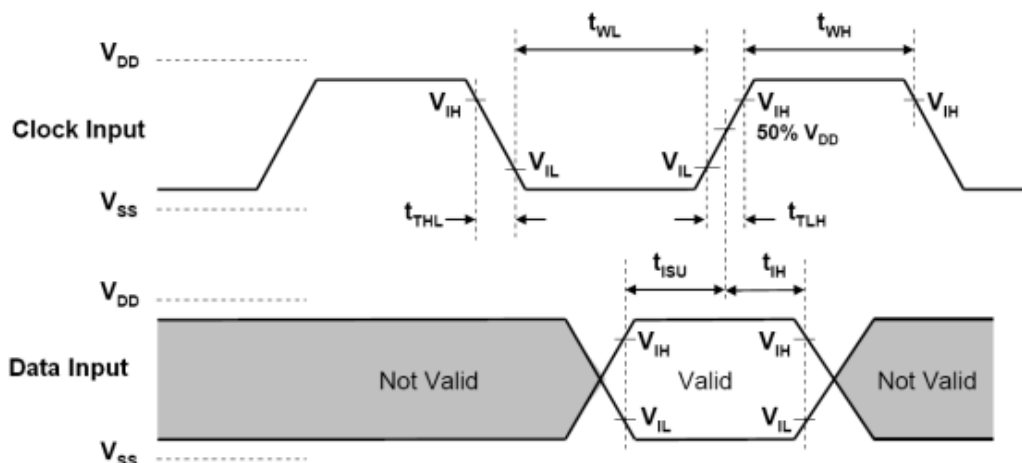 t_WL
t_WH
V_DD
V_IH
V_IH
V_IH
Clock Input
50% V_DD
V_IL
V_IL
V_SS
t_THL
t_TLH
t_ISU
t_IH
V_DD
V_IH
V_IH
Data Input
Not Valid
Valid
Not Valid
V_IL
V_IL
V_SS